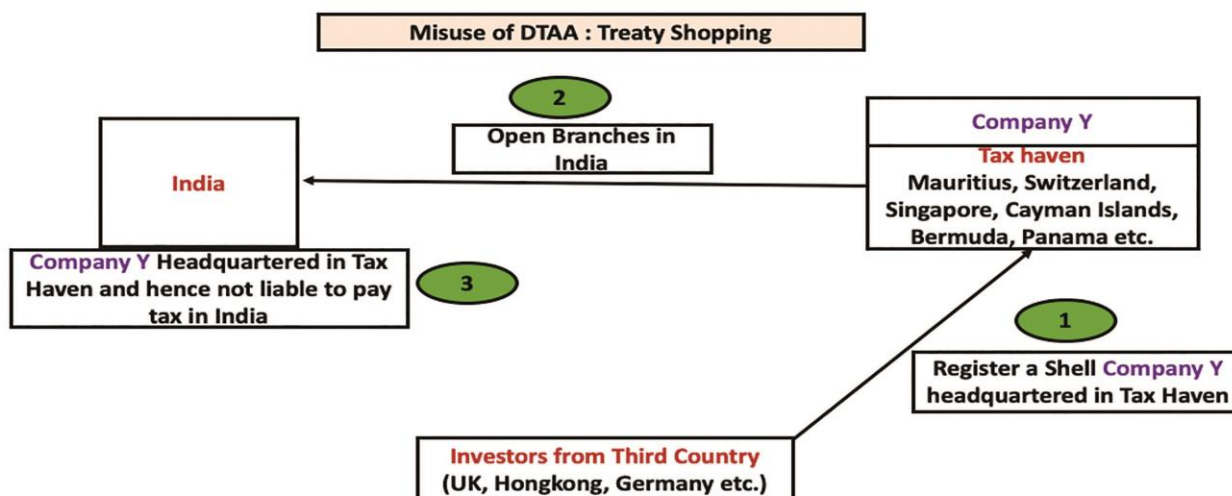 Misuse of DTAA : Treaty Shopping
2
Open Branches in
India
Company Y
Tax haven
Mauritius, Switzerland,
Singapore, Cayman Islands,
Bermuda, Panama etc.
India
Company Y Headquartered in Tax
Haven and hence not liable to pay
tax in India
3
1
Register a Shell Company Y
headquartered in Tax Haven
Investors from Third Country
(UK, Hongkong, Germany etc.)